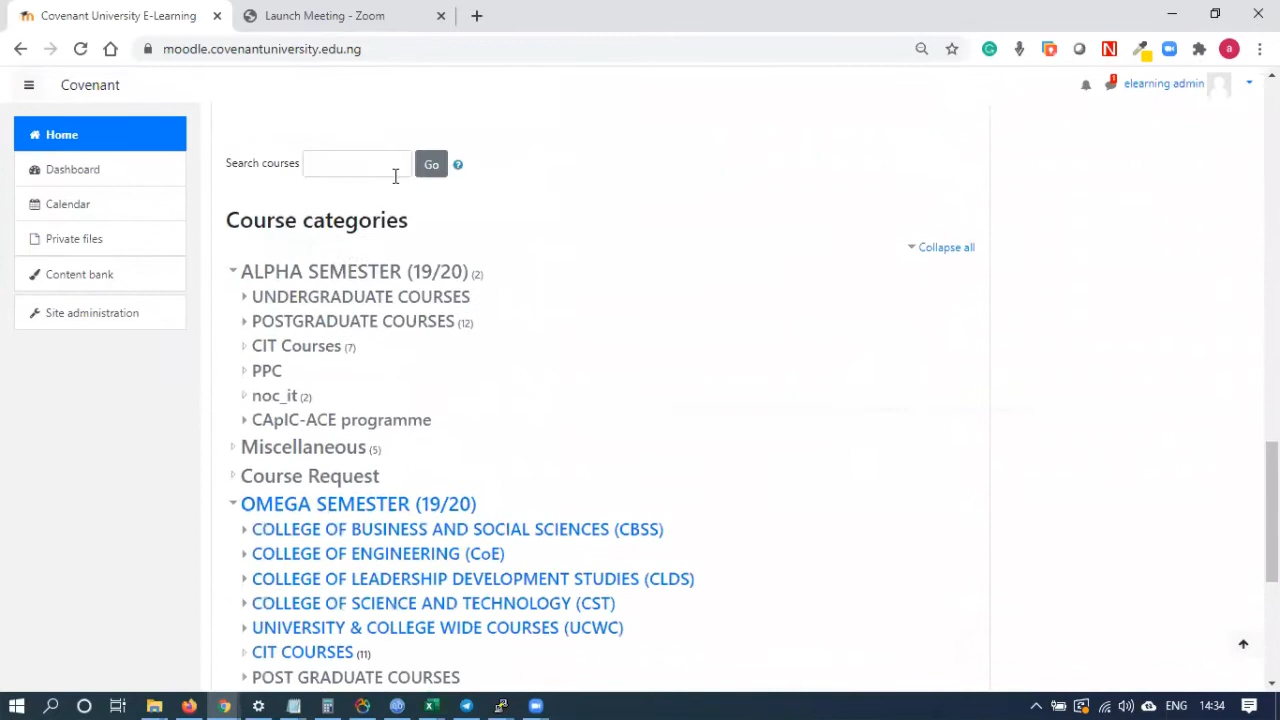 Covenant University E-Learning
Launch Meeting - Zoom
moodle.covenantuniversity.edu.ng
a
Covenant
1
elearning admin
Home
Dashboard
Calendar
Private files
Content bank
Site administration
Search courses
Go
Course categories
Collapse all
ALPHA SEMESTER (19/20) (2)
UNDERGRADUATE COURSES
POSTGRADUATE COURSES (12)
CIT Courses (7)
PPC
noc_it (2)
CApIC-ACE programme
Miscellaneous (5)
Course Request
OMEGA SEMESTER (19/20)
COLLEGE OF BUSINESS AND SOCIAL SCIENCES (CBSS)
COLLEGE OF ENGINEERING (CoE)
COLLEGE OF LEADERSHIP DEVELOPMENT STUDIES (CLDS)
COLLEGE OF SCIENCE AND TECHNOLOGY (CST)
UNIVERSITY & COLLEGE WIDE COURSES (UCWC)
CIT COURSES (11)
POST GRADUATE COURSES
ENG
14:34